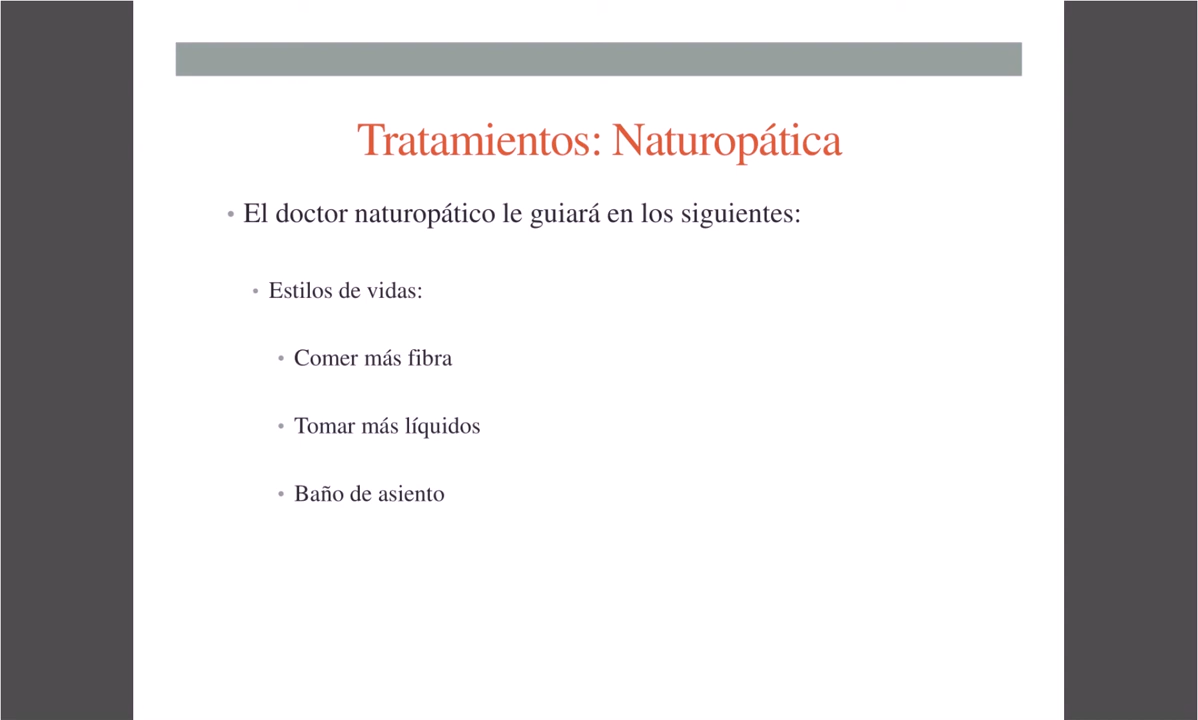 Tratamientos: Naturopática
• El doctor naturopático le guiará en los siguientes:
• Estilos de vidas:
• Comer más fibra
• Tomar más líquidos
• Baño de asiento